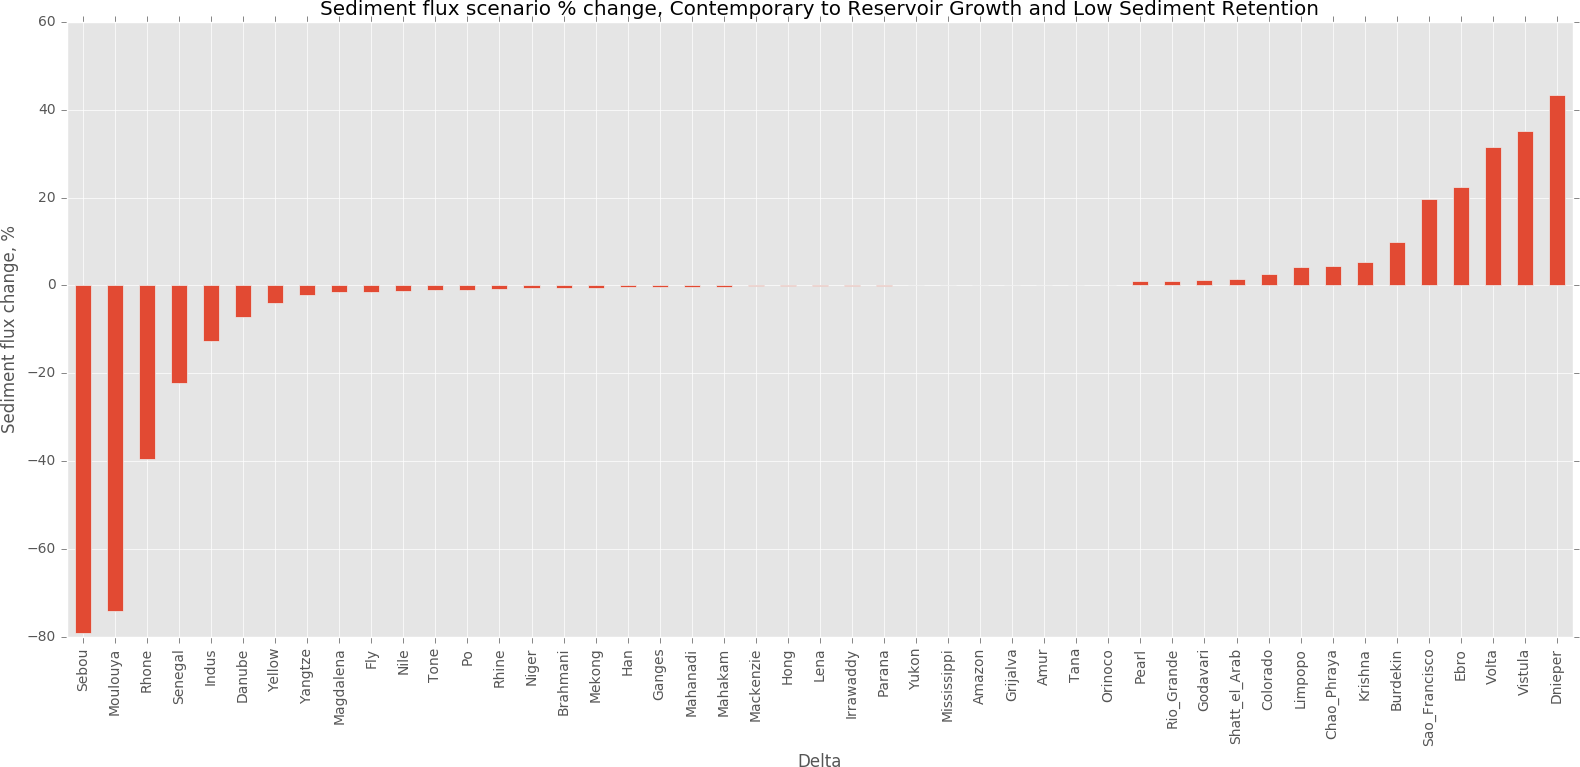 Sediment flux scenario % change, Contemporary to Reservoir Growth and Low Sediment Retention
60
40
20
0
−20
−40
−60
−80
Sediment flux change, %
Sebou
Moulouya
Rhone
Senegal
Indus
Danube
Yellow
Yangtze
Magdalena
Fly
Nile
Tone
Po
Rhine
Niger
Brahmani
Mekong
Han
Ganges
Mahanadi
Mahakam
Mackenzie
Hong
Lena
Irrawaddy
Parana
Yukon
Mississippi
Amazon
Grijalva
Amur
Tana
Orinoco
Pearl
Rio_Grande
Godavari
Shatt_el_Arab
Colorado
Limpopo
Chao_Phraya
Krishna
Burdekin
Sao_Francisco
Ebro
Volta
Vistula
Dnieper
Delta